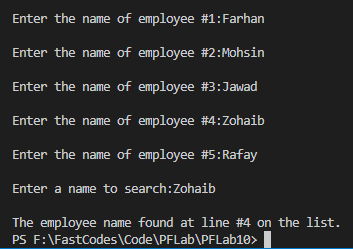 Enter the name of employee #1:Farhan
Enter the name of employee #2:Mohsin
Enter the name of employee #3:Jawad
Enter the name of employee #4:Zohaib
Enter the name of employee #5:Rafay
Enter a name to search:Zohaib
The employee name found at line #4 on the list.
PS F:\FastCodes\Code\PFLab\PFLab10>